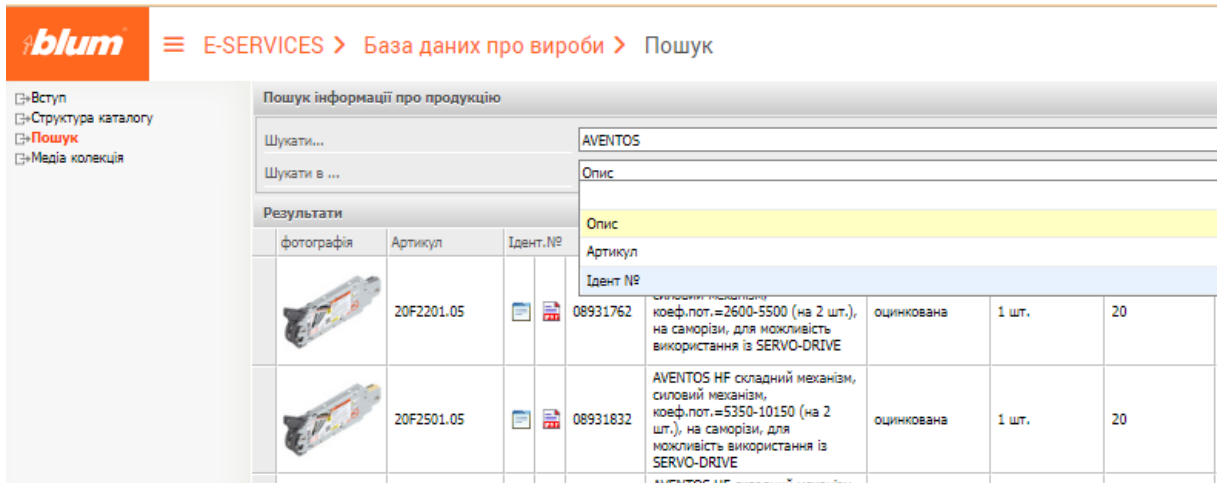 blum
E-SERVICES > База даних про вироби > Пошук
Вступ
Структура каталогу
Пошук
Медіа колекція
Пошук інформації про продукцію
Шукати... AVENTOS
Шукати в ... Опис
Опис
Артикул
Ідент №
Результати
фотографія Артикул Ідент.№
20F2201.05 08931762
силовий механізм,
коеф.пот.=2600-5500 (на 2 шт.),
на саморізи, для можливість
використання із SERVO-DRIVE
оцинкована 1 шт. 20
20F2501.05 08931832
AVENTOS HF складний механізм,
силовий механізм,
коеф.пот.=5350-10150 (на 2
шт.), на саморізи, для
можливість використання із
SERVO-DRIVE
оцинкована 1 шт. 20
AVENTOS HF складний механізм,